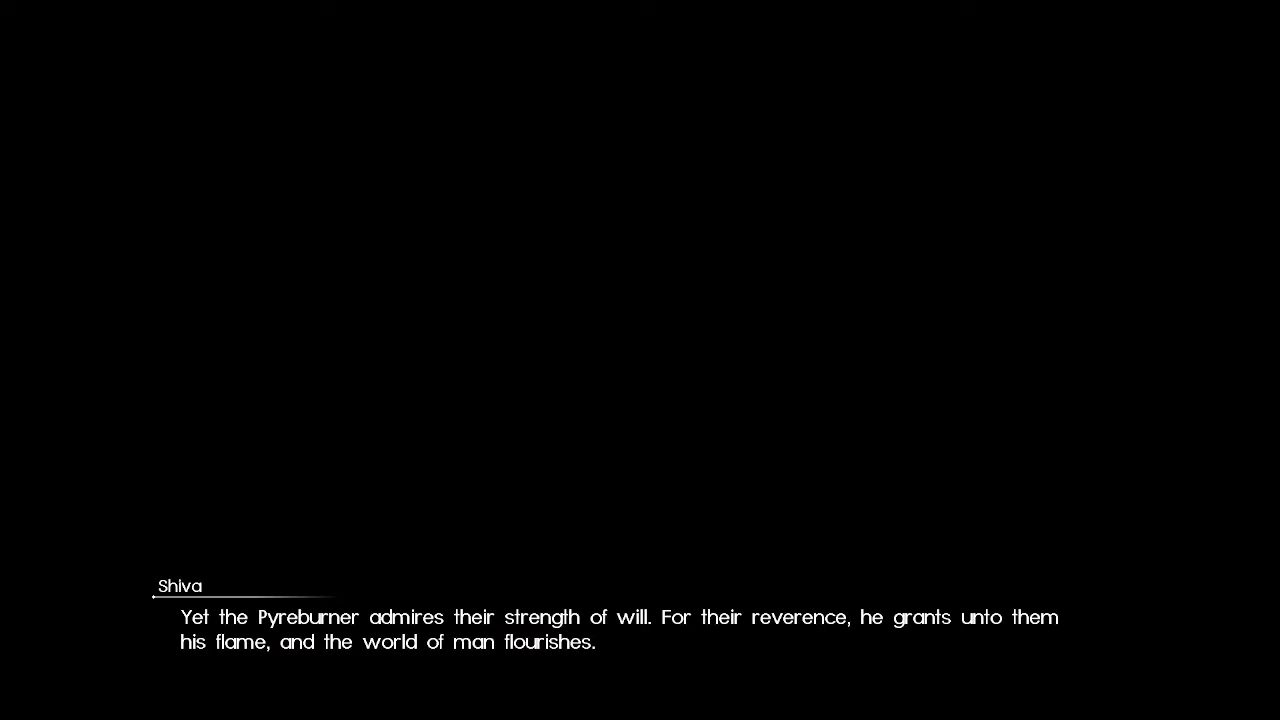 Shiva
Yet the Pyreburner admires their strength of will. For their reverence, he grants unto them
his flame, and the world of man flourishes.